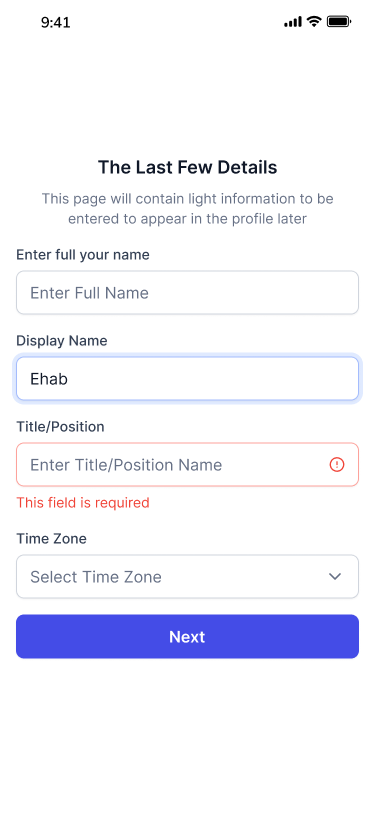 9:41
The Last Few Details
This page will contain light information to be
entered to appear in the profile later
Enter full your name
Enter Full Name
Display Name
Ehab
Title/Position
Enter Title/Position Name
This field is required
Time Zone
Select Time Zone
Next